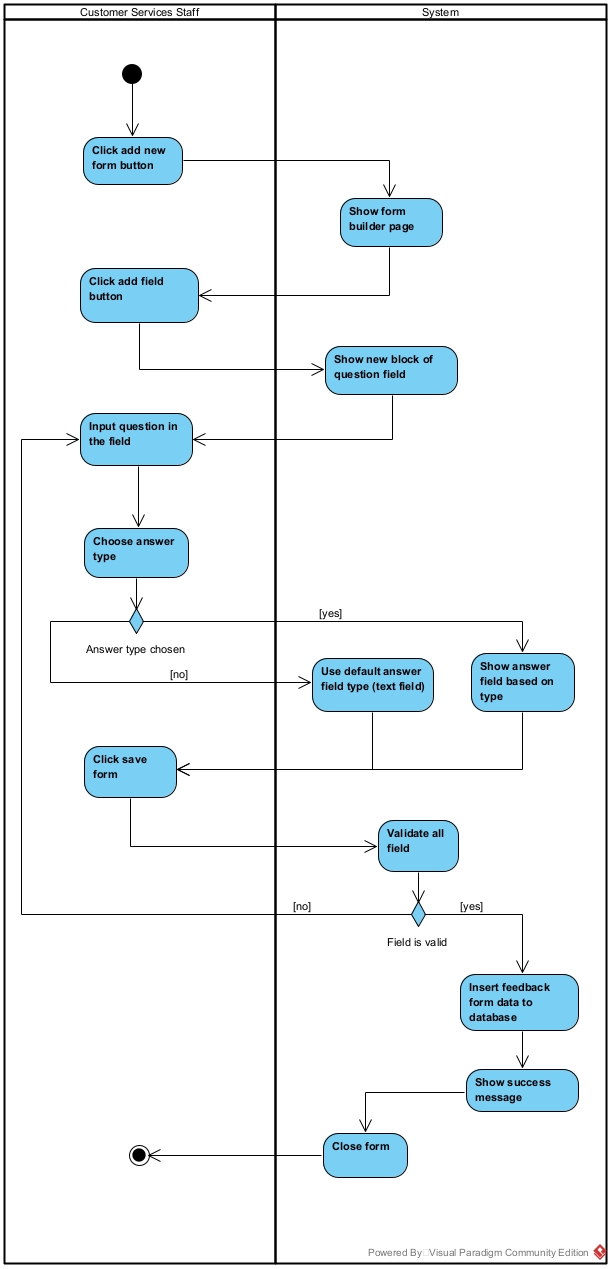 Customer Services Staff
System
Click add new
form button
Show form
builder page
Click add field
button
Show new block of
question field
Input question in
the field
Choose answer
type
[yes]
Answer type chosen
[no]
Use default answer
field type (text field)
Show answer
field based on
type
Click save
form
Validate all
field
[no]
[yes]
Field is valid
Insert feedback
form data to
database
Show success
message
Close form
Powered By Visual Paradigm Community Edition